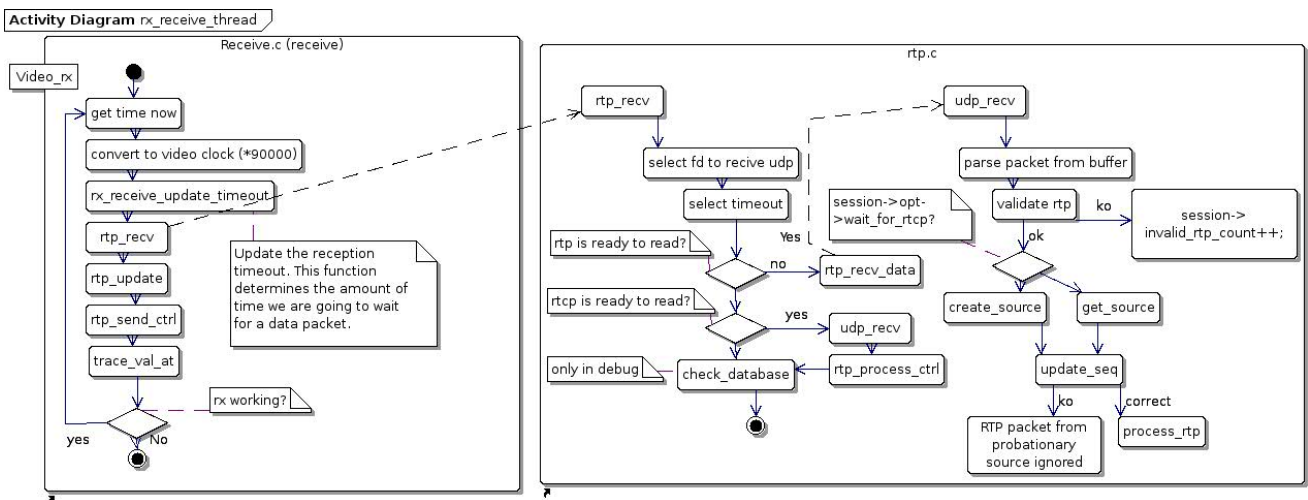 Activity Diagram rx_receive_thread
Receive.c (receive)
Video_rx
get time now
convert to video clock (*90000)
rx_receive_update_timeout
rtp_recv
rtp_update
rtp_send_ctrl
trace_val_at
Update the reception
timeout. This function
determines the amount of
time we are going to wait
for a data packet.
rx working?
yes
No
rtp.c
rtp_recv
select fd to recive udp
select timeout
rtp is ready to read?
Yes
no
rtp_recv_data
rtcp is ready to read?
yes
udp_recv
only in debug
check_database
rtp_process_ctrl
udp_recv
parse packet from buffer
session->opt-
->wait_for_rtcp?
validate rtp
ko
session->
invalid_rtp_count++;
ok
create_source
get_source
update_seq
ko
correct
RTP packet from
probationary
source ignored
process_rtp